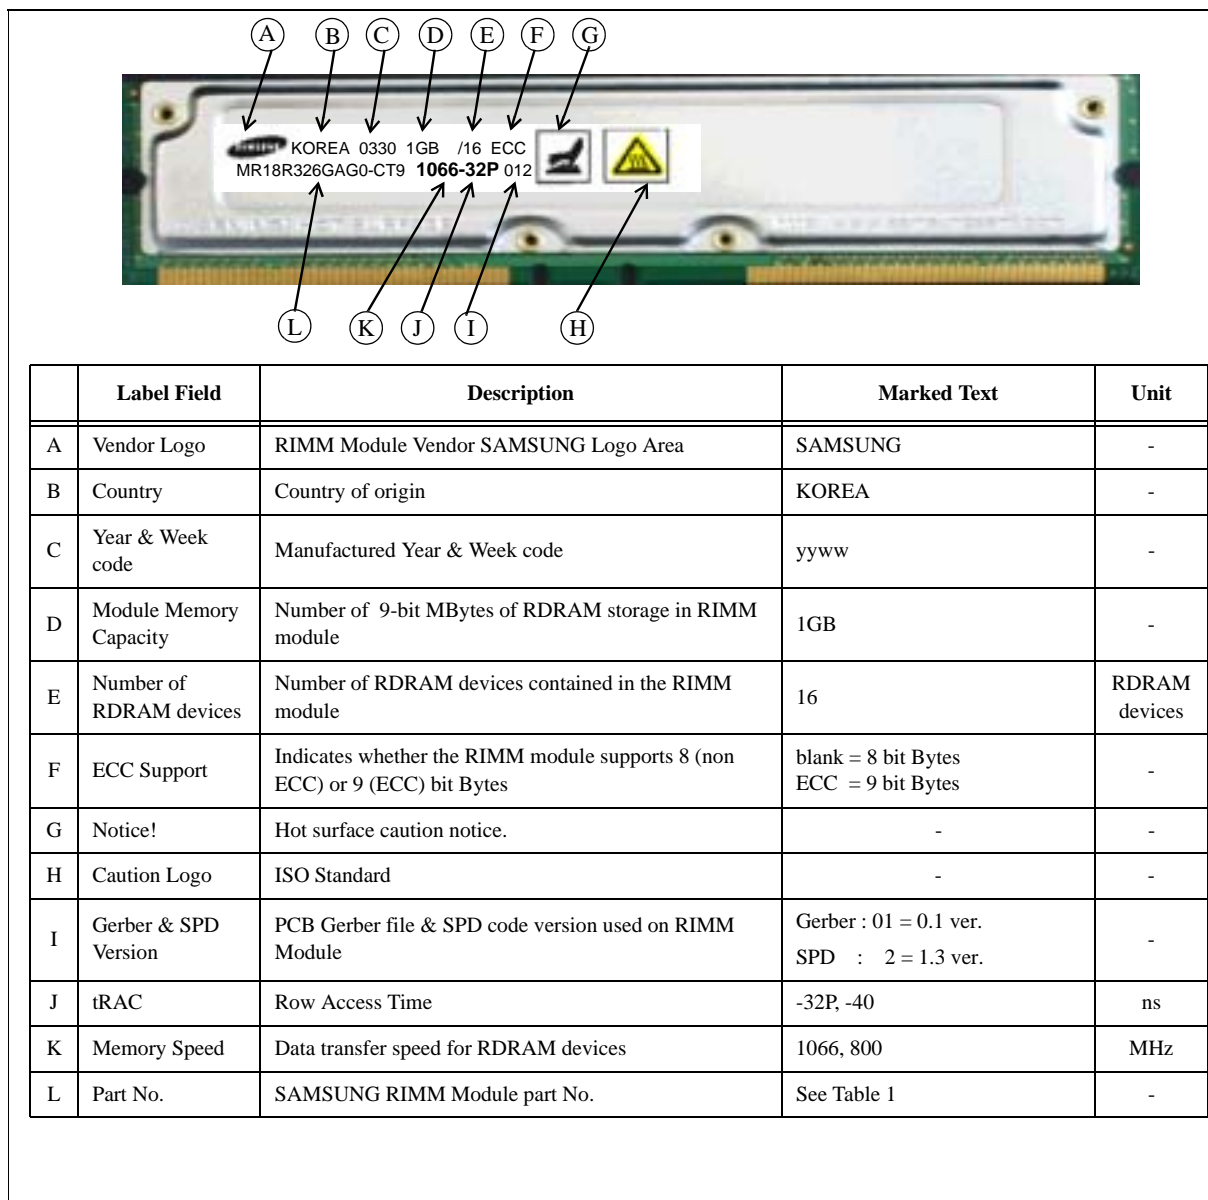 A B C D E F G
SAMSUNG KOREA 0330 1GB /16 ECC
MR18R326GAG0-CT9 1066-32P 012
L K J I H
Label Field Description Marked Text Unit
A Vendor Logo RIMM Module Vendor SAMSUNG Logo Area SAMSUNG -
B Country Country of origin KOREA -
C Year & Week code Manufactured Year & Week code yyww -
D Module Memory Capacity Number of 9-bit MBytes of RDRAM storage in RIMM module 1GB -
E Number of RDRAM devices Number of RDRAM devices contained in the RIMM module 16 RDRAM devices
F ECC Support Indicates whether the RIMM module supports 8 (non ECC) or 9 (ECC) bit Bytes blank = 8 bit Bytes ECC = 9 bit Bytes -
G Notice! Hot surface caution notice. - -
H Caution Logo ISO Standard - -
I Gerber & SPD Version PCB Gerber file & SPD code version used on RIMM Module Gerber : 01 = 0.1 ver. SPD : 2 = 1.3 ver. -
J tRAC Row Access Time -32P, -40 ns
K Memory Speed Data transfer speed for RDRAM devices 1066, 800 MHz
L Part No. SAMSUNG RIMM Module part No. See Table 1 -